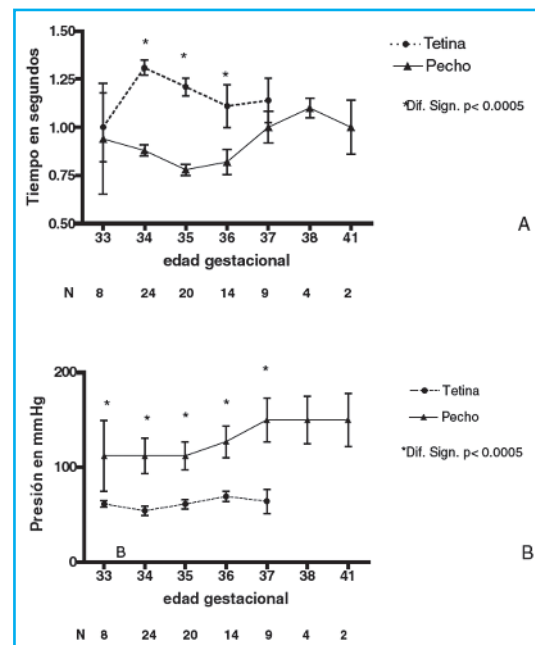 1.50
1.25
1.00
0.75
0.50
Tiempo en segundos
* * *
Tetina
Pecho
*Dif. Sign. p< 0.0005
A
33 34 35 36 37 38 41
edad gestacional
N 8 24 20 14 9 4 2
200
100
0
Presión en mmHg
* * * * *
Tetina
Pecho
*Dif. Sign. p< 0.0005
B B
33 34 35 36 37 38 41
edad gestacional
N 8 24 20 14 9 4 2